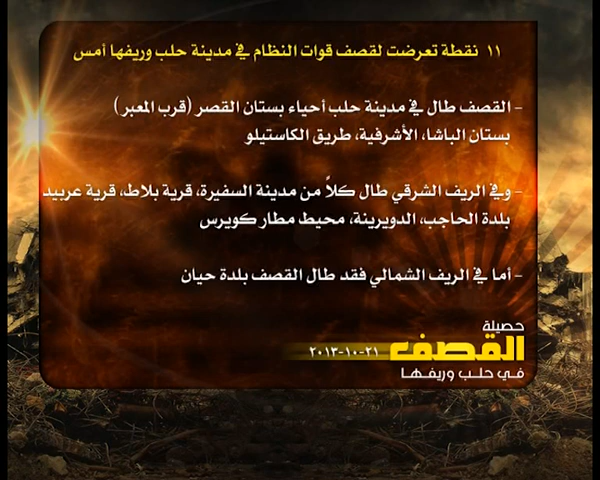 ١١ نقطة تعرضت لقصف قوات النظام في مدينة حلب وريفها أمس
- القصف طال في مدينة حلب أحياء بستان القصر (قرب المعبر)
بستان الباشا، الأشرفية، طريق الكاستيلو
- وفي الريف الشرقي طال كلاً من مدينة السفيرة، قرية بلاط، قرية عربيد
بلدة الحاجب، الدويرينة، محيط مطار كويرس
- أما في الريف الشمالي فقد طال القصف بلدة حيان
حصيلة
القصف
٢١-١٠-٢٠١٣
في حلب وريفها